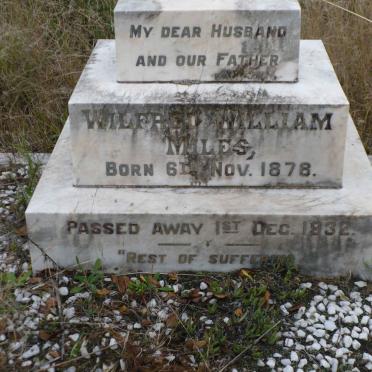 MY DEAR HUSBAND
AND OUR FATHER
WILFRED WILLIAM
MILES,
BORN 6TH NOV. 1878.
PASSED AWAY 1ST DEC. 1932.
"REST OF SUFFERING